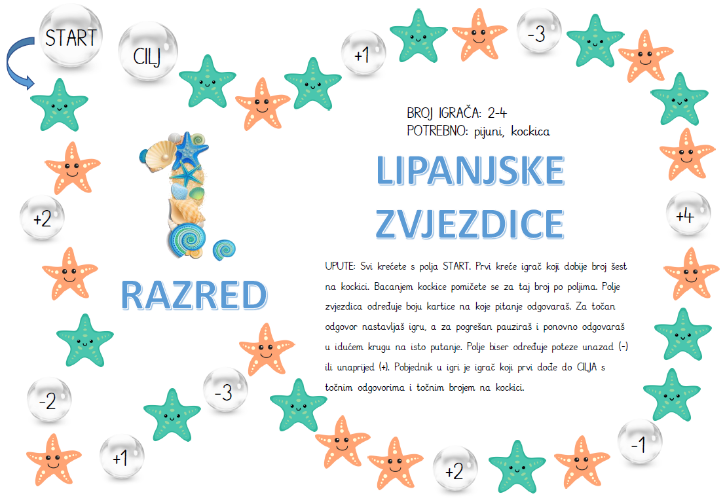 START
CILJ
+1
-3
BROJ IGRAČA: 2-4
POTREBNO: pijuni, kockica
LIPANJSKE
ZVJEZDICE
+2
+4
1.
RAZRED
UPUTE: Svi krećete s polja START. Prvi kreće igrač koji dobije broj šest
na kockici. Bacanjem kockice pomičete se za taj broj po poljima. Polje
zvjezdica određuje boju kartice na koje pitanje odgovaraš. Za točan
odgovor nastavljaš igru, a za pogrešan pauziraš i ponovno odgovaraš
u idućem krugu na isto putanje. Polje biser određuje poteze unazad (-)
ili unaprijed (+). Pobjednik u igri je igrač koji prvi dođe do CILJA s
točnim odgovorima i točnim brojem na kockici.
-2
-3
+1
+2
-1